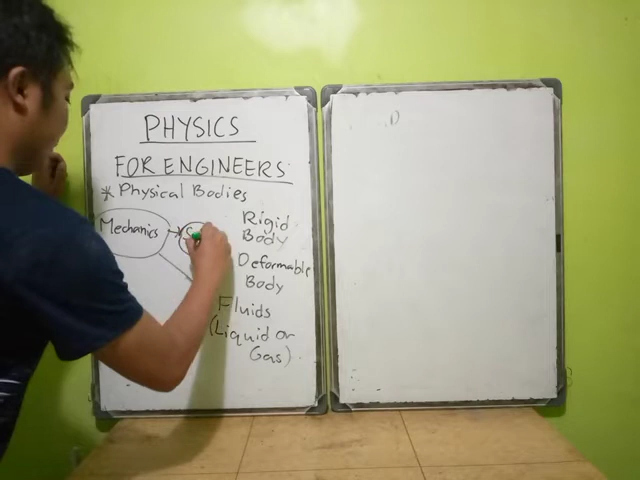 PHYSICS
FOR ENGINEERS
* Physical Bodies
Mechanics
Rigid
Body
Deformable
Body
Fluids
(Liquid or
Gas)